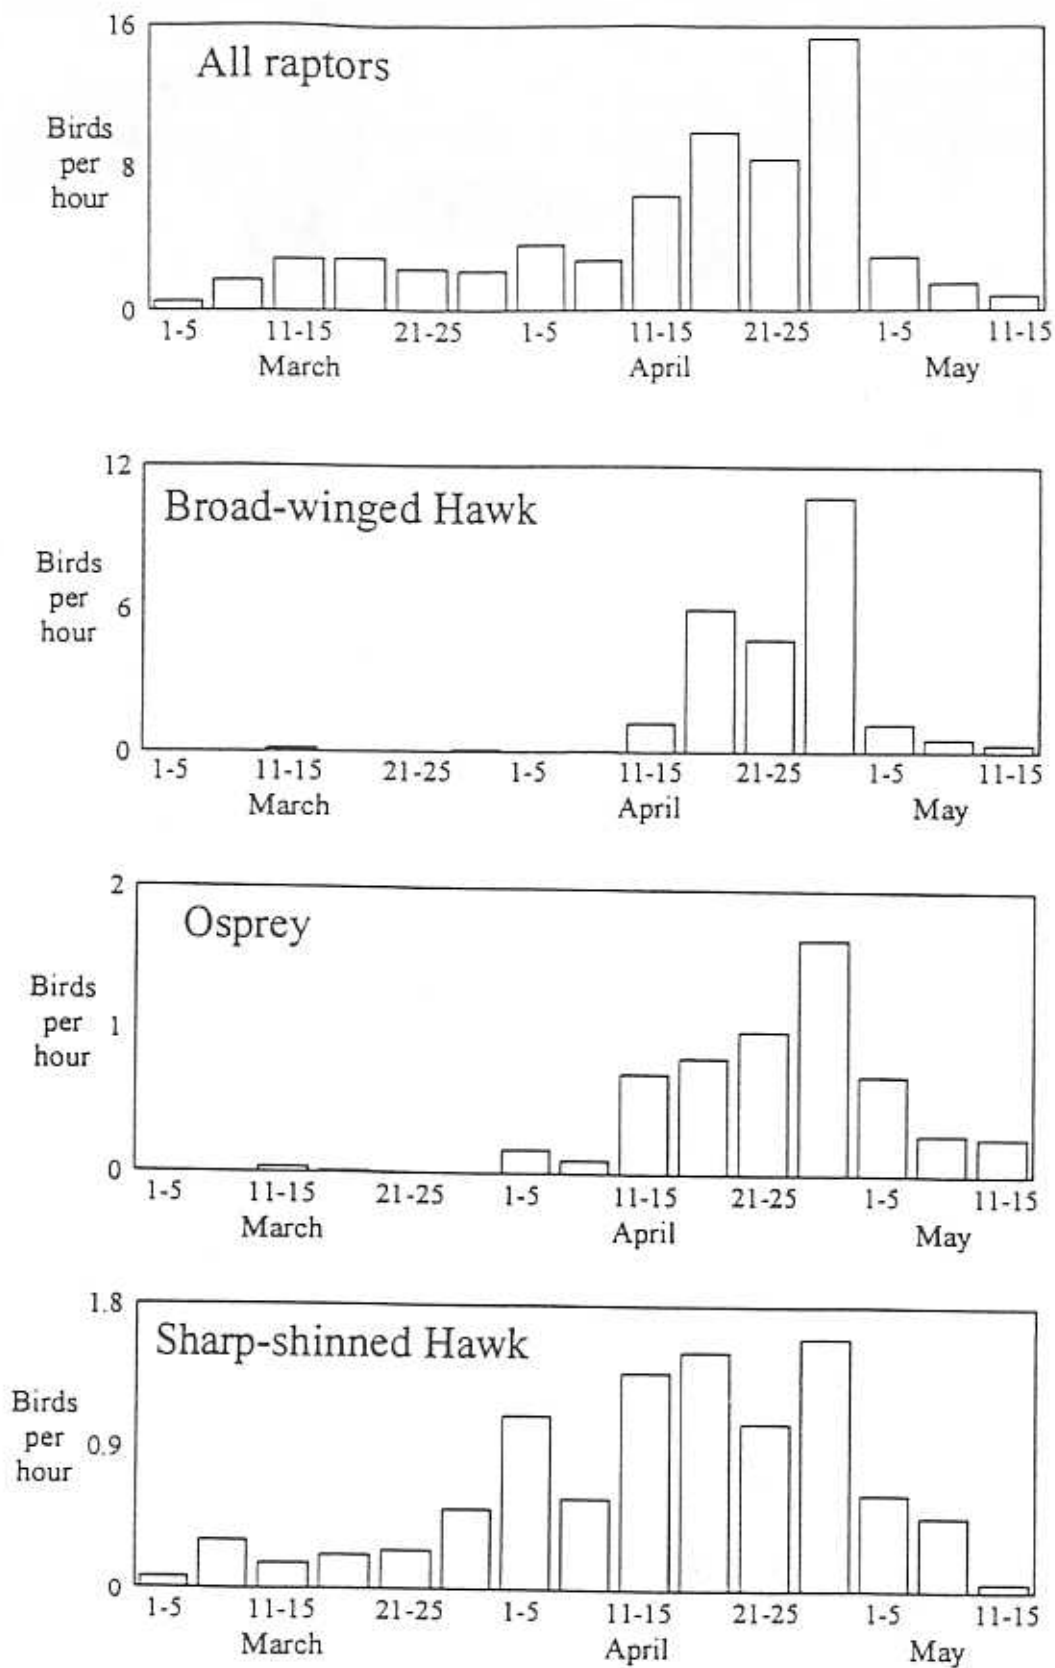 16
All raptors
Birds
per
hour
8
0
1-5 11-15 21-25 1-5 11-15 21-25 1-5 11-15
March April May
12
Broad-winged Hawk
Birds
per
hour
6
0
1-5 11-15 21-25 1-5 11-15 21-25 1-5 11-15
March April May
2
Osprey
Birds
per
hour
1
0
1-5 11-15 21-25 1-5 11-15 21-25 1-5 11-15
March April May
1.8
Sharp-shinned Hawk
Birds
per
hour
0.9
0
1-5 11-15 21-25 1-5 11-15 21-25 1-5 11-15
March April May